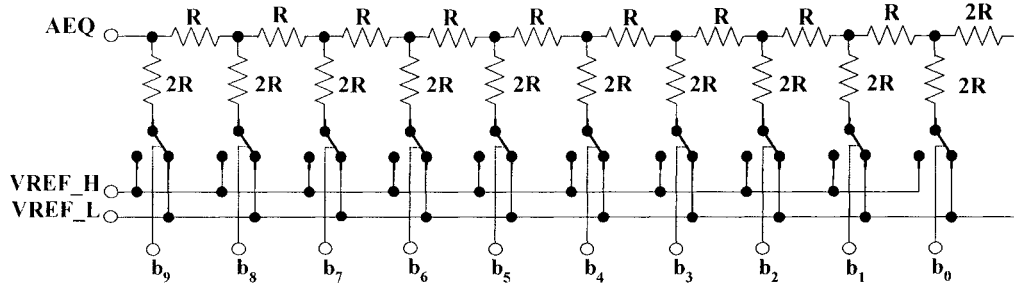 AEQ R R R R R R R R R 2R
2R 2R 2R 2R 2R 2R 2R 2R 2R 2R
VREF_H
VREF_L
b9 b8 b7 b6 b5 b4 b3 b2 b1 b0